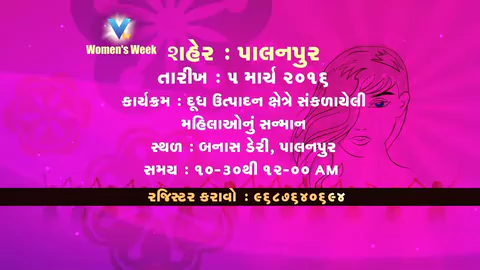 Women's Week
શહેર : પાલનપુર
તારીખ : ૫ માર્ચ ૨૦૧૬
કાર્યક્રમ : દૂધ ઉત્પાદન ક્ષેત્રે સંકળાયેલી
મહિલાઓનું સન્માન
સ્થળ : બનાસ ડેરી, પાલનપુર
સમય : ૧૦-૩૦થી ૧૨-૦૦ AM
રજિસ્ટર કરાવો : ૯૬૮૭૬૪૦૬૯૪